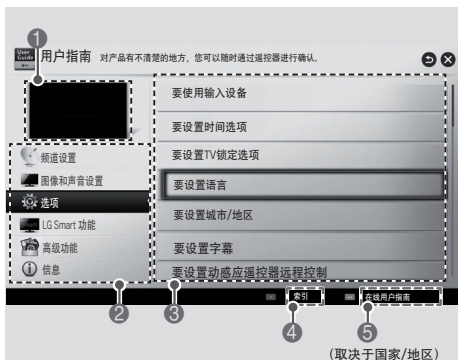 ❶
User Guide
用户指南 对产品有不清楚的地方，您可以随时通过遥控器进行确认。
频道设置
图像和声音设置
选项
LG Smart 功能
高级功能
信息
要使用输入设备
要设置时间选项
要设置TV锁定选项
要设置语言
要设置城市/地区
要设置字幕
要设置动感应遥控器远程控制
索引
在线用户指南
❷
❸
❹
❺
(取决于国家/地区)